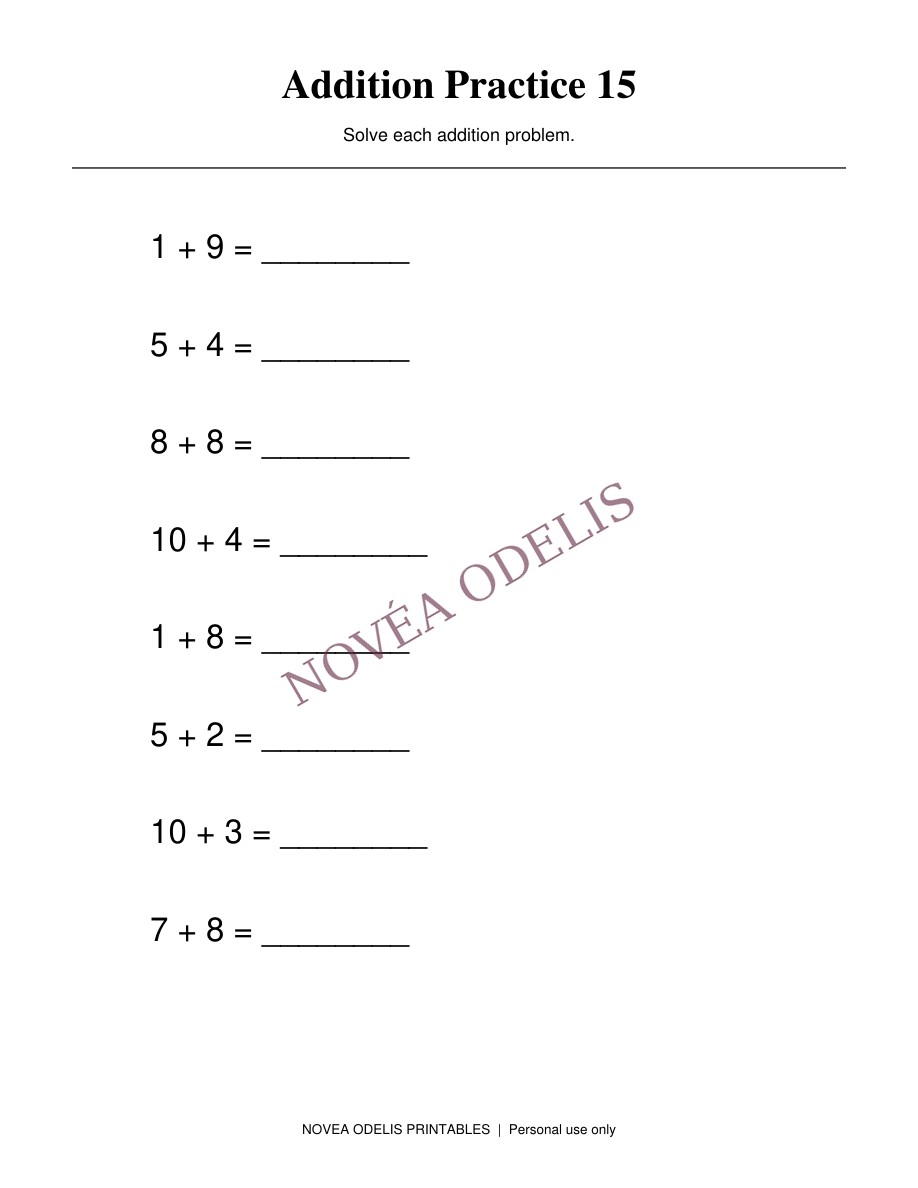 Addition Practice 15
Solve each addition problem.
1 + 9 = ________
5 + 4 = ________
8 + 8 = ________
10 + 4 = ________
1 + 8 = ________
5 + 2 = ________
10 + 3 = ________
7 + 8 = ________
NOVÉA ODELIS
NOVEA ODELIS PRINTABLES | Personal use only